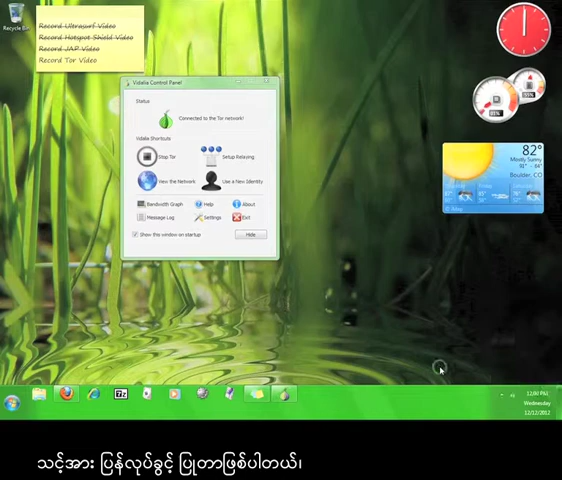 Recycle Bin
Record Ultrasurf Video
Record Hotspot Shield Video
Record JAP Video
Record Tor Video
Vidalia Control Panel
Status
Connected to the Tor network!
Vidalia Shortcuts
Stop Tor
Setup Relaying
View the Network
Use a New Identity
Bandwidth Graph
Help
About
Message Log
Settings
Exit
Show this window on startup
Hide
82°
Mostly Sunny
Boulder, CO
Friday
12:00 PM
Wednesday
12/12/2012
သင့်အား ပြန်လုပ်ခွင့် ပြုတာဖြစ်ပါတယ်၊